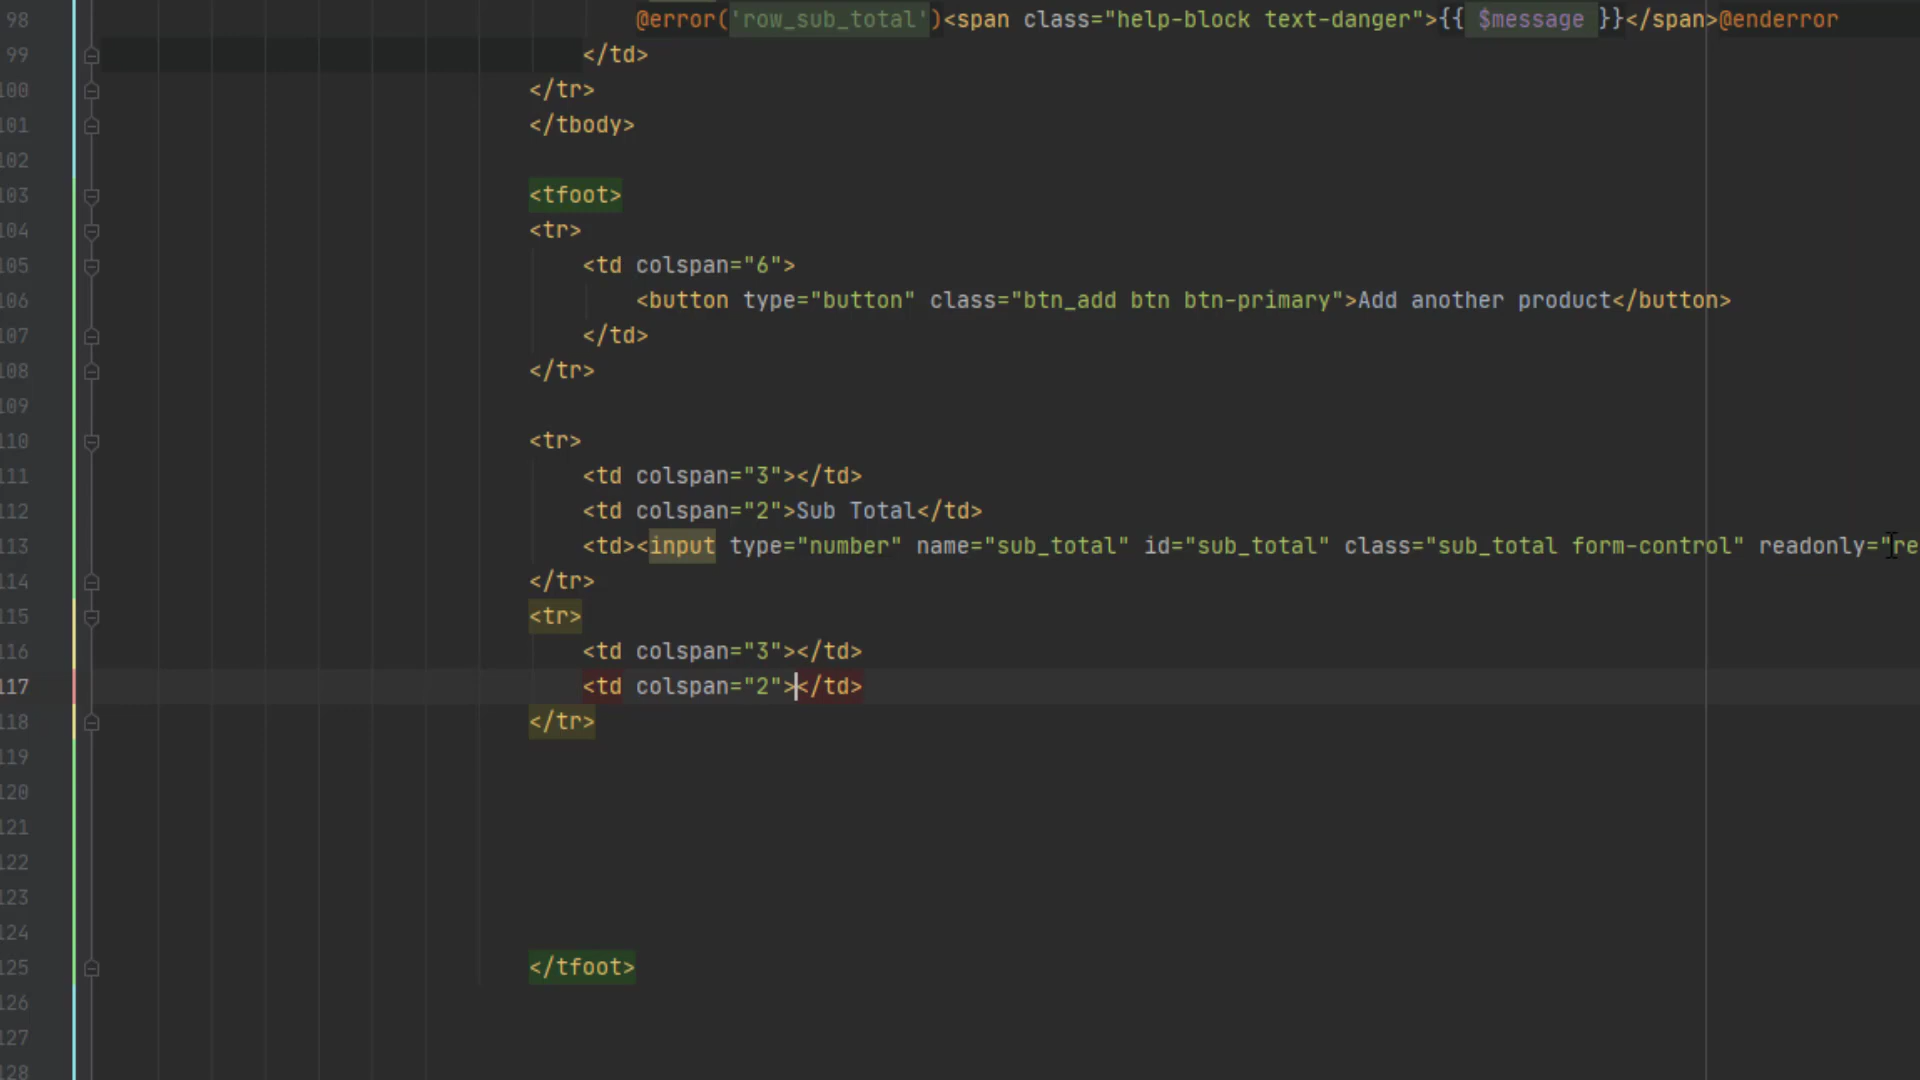 98 @error('row_sub_total')<span class="help-block text-danger">{{ $message }}</span>@enderror
99 </td>
100 </tr>
101 </tbody>
102
103 <tfoot>
104 <tr>
105 <td colspan="6">
106 <button type="button" class="btn_add btn btn-primary">Add another product</button>
107 </td>
108 </tr>
109
110 <tr>
111 <td colspan="3"></td>
112 <td colspan="2">Sub Total</td>
113 <td><input type="number" name="sub_total" id="sub_total" class="sub_total form-control" readonly="re
114 </tr>
115 <tr>
116 <td colspan="3"></td>
117 <td colspan="2"></td>
118 </tr>
119
120
121
122
123
124
125 </tfoot>
126
127
128